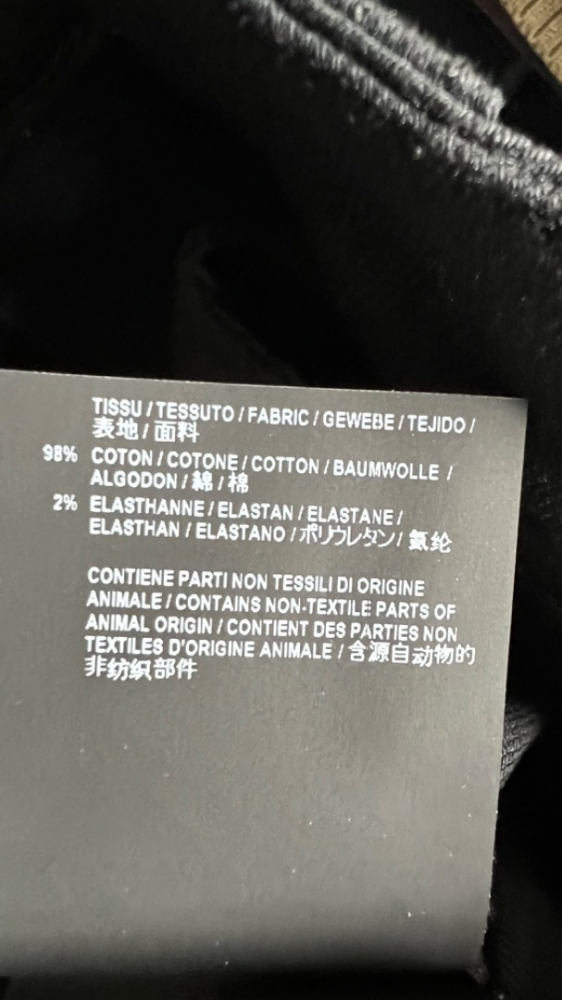 TISSU / TESSUTO / FABRIC / GEWEBE / TEJIDO /
表地 / 面料
98% COTON / COTONE / COTTON / BAUMWOLLE /
ALGODON / 綿 / 棉
2% ELASTHANNE / ELASTAN / ELASTANE /
ELASTHAN / ELASTANO / ポリウレタン / 氨纶
CONTIENE PARTI NON TESSILI DI ORIGINE
ANIMALE / CONTAINS NON-TEXTILE PARTS OF
ANIMAL ORIGIN / CONTIENT DES PARTIES NON
TEXTILES D'ORIGINE ANIMALE / 含源自动物的
非纺织部件